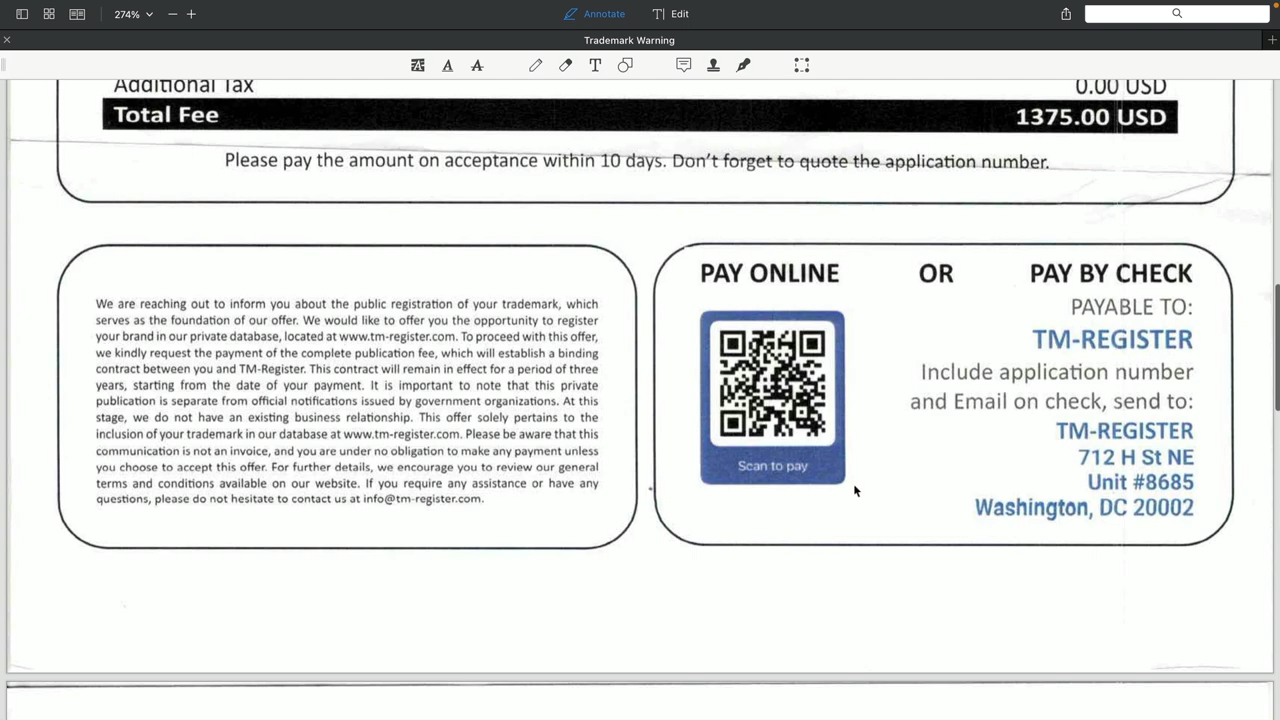 274%
Annotate
Edit
Trademark Warning
Additional Tax 0.00 USD
Total Fee 1375.00 USD
Please pay the amount on acceptance within 10 days. Don't forget to quote the application number.
We are reaching out to inform you about the public registration of your trademark, which
serves as the foundation of our offer. We would like to offer you the opportunity to register
your brand in our private database, located at www.tm-register.com. To proceed with this offer,
we kindly request the payment of the complete publication fee, which will establish a binding
contract between you and TM-Register. This contract will remain in effect for a period of three
years, starting from the date of your payment. It is important to note that this private
publication is separate from official notifications issued by government organizations. At this
stage, we do not have an existing business relationship. This offer solely pertains to the
inclusion of your trademark in our database at www.tm-register.com. Please be aware that this
communication is not an invoice, and you are under no obligation to make any payment unless
you choose to accept this offer. For further details, we encourage you to review our general
terms and conditions available on our website. If you require any assistance or have any
questions, please do not hesitate to contact us at info@tm-register.com.
PAY ONLINE OR PAY BY CHECK
PAYABLE TO:
TM-REGISTER
Include application number
and Email on check, send to:
TM-REGISTER
712 H St NE
Unit #8685
Washington, DC 20002
Scan to pay